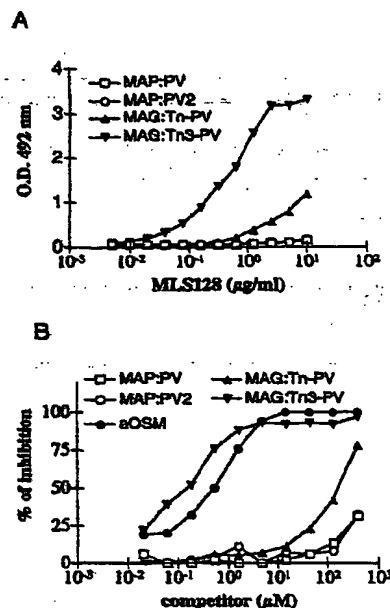 A
MAP:PV
MAP:PV2
MAG:Tn-PV
MAG:Tn3-PV
O.D. 492 nm
4
3
2
1
0
10⁻³ 10⁻² 10⁻¹ 10⁰ 10¹ 10²
MLS128 (µg/ml)
B
MAP:PV MAG:Tn-PV
MAP:PV2 MAG:Tn3-PV
aOSM
% of inhibition
100
75
50
25
0
10⁻³ 10⁻² 10⁻¹ 10⁰ 10¹ 10² 10³
competitor (µM)